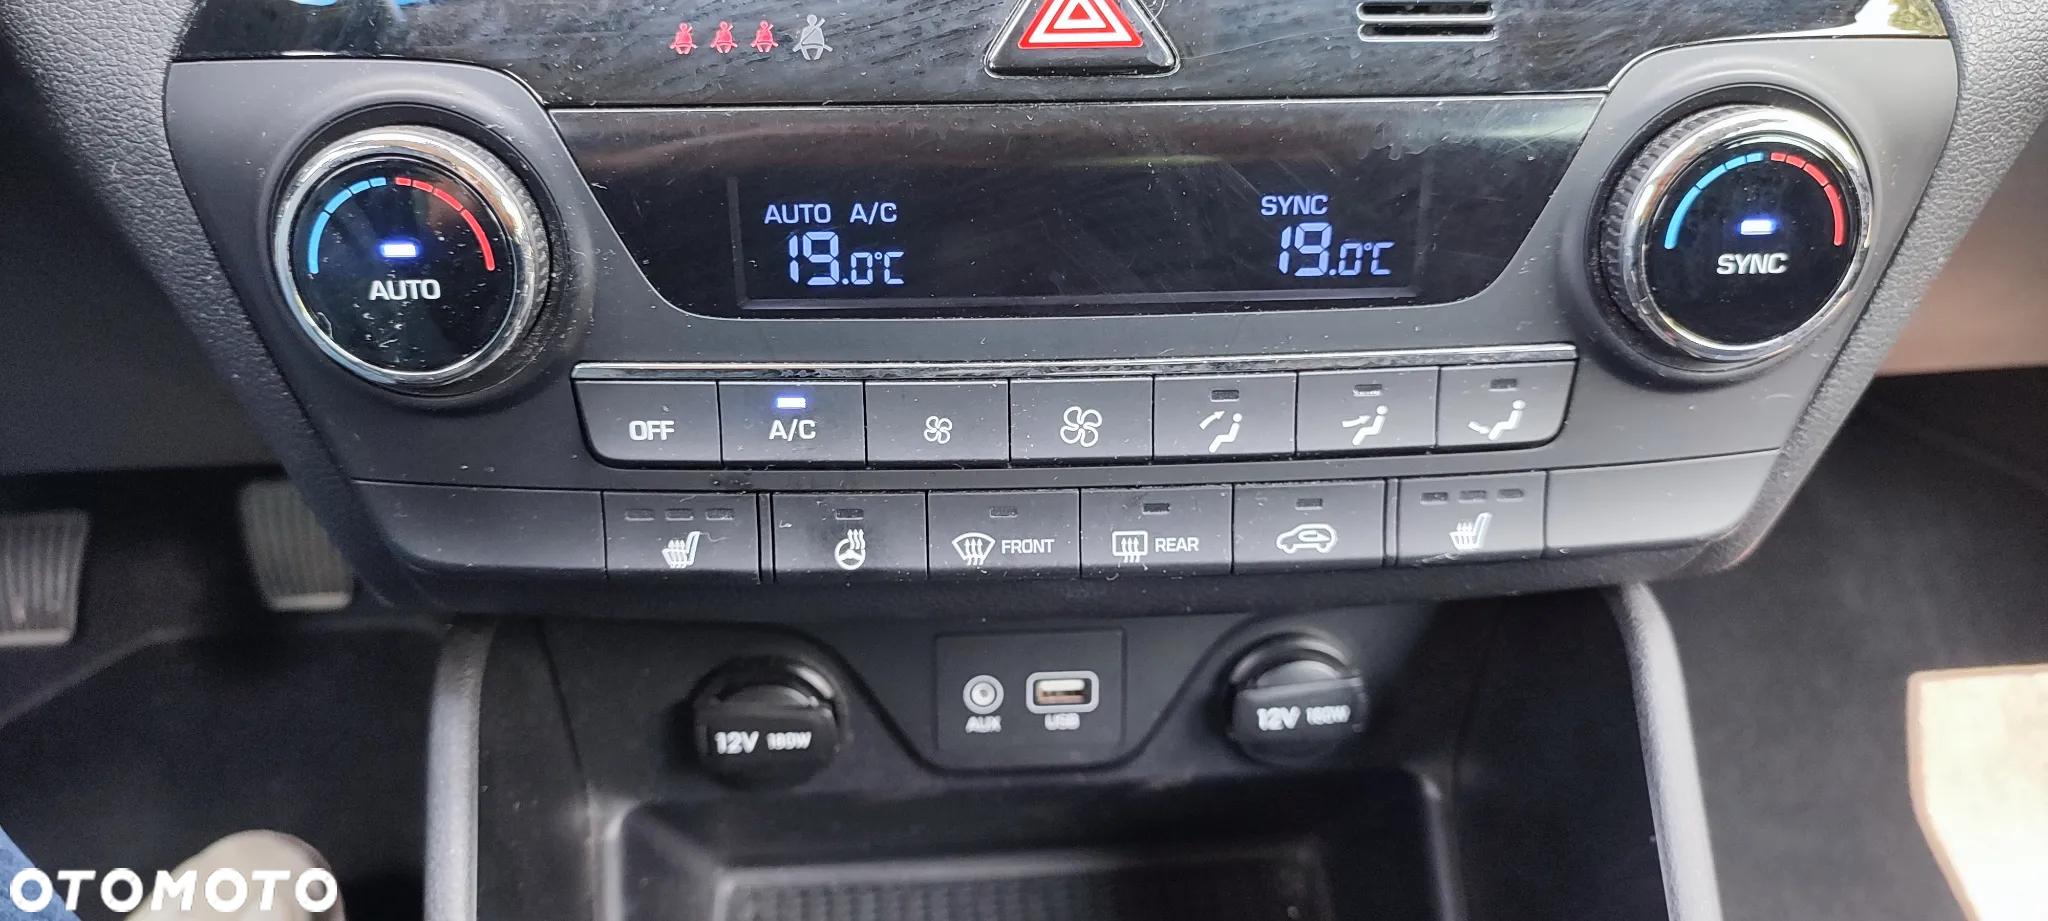 AUTO A/C
19.0°C
SYNC
19.0°C
AUTO
SYNC
OFF
A/C
FRONT
REAR
12V 180W
AUX
USB
12V 180W
OTOMOTO